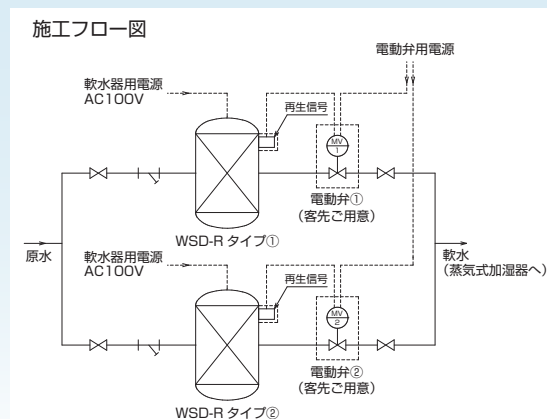 施工フロー図
電動弁用電源
軟水器用電源
AC100V
再生信号
MV
1
電動弁①
(客先ご用意)
WSD-R タイプ①
原水
軟水
(蒸気式加湿器へ)
軟水器用電源
AC100V
再生信号
MV
2
電動弁②
(客先ご用意)
WSD-R タイプ②